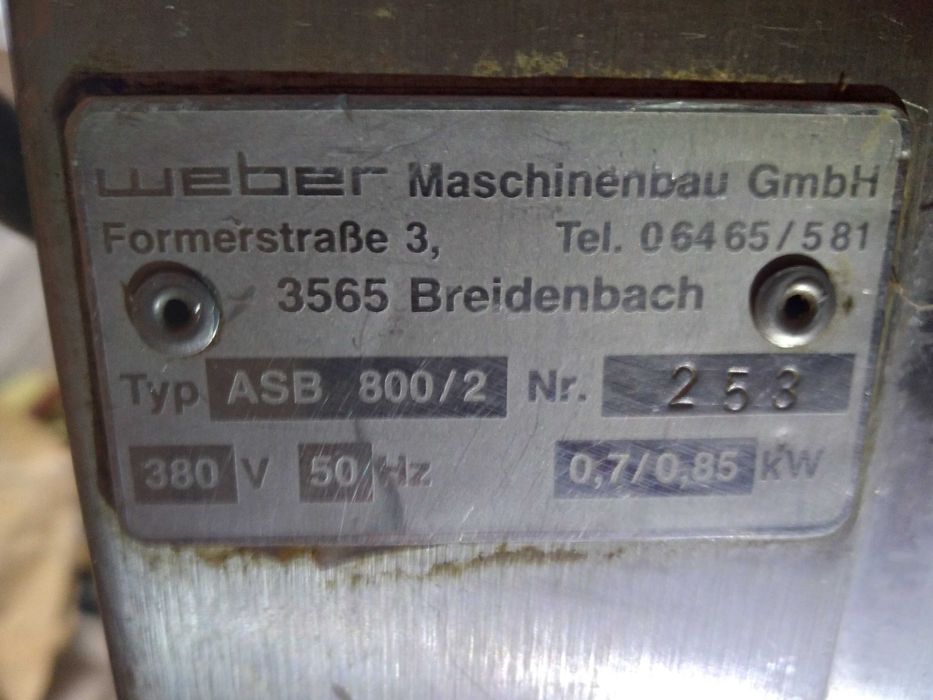 weber Maschinenbau GmbH
Formerstraße 3, Tel. 06465/581
3565 Breidenbach
Typ ASB 800/2 Nr. 253
380 V 50 Hz 0,7/0,85 kW